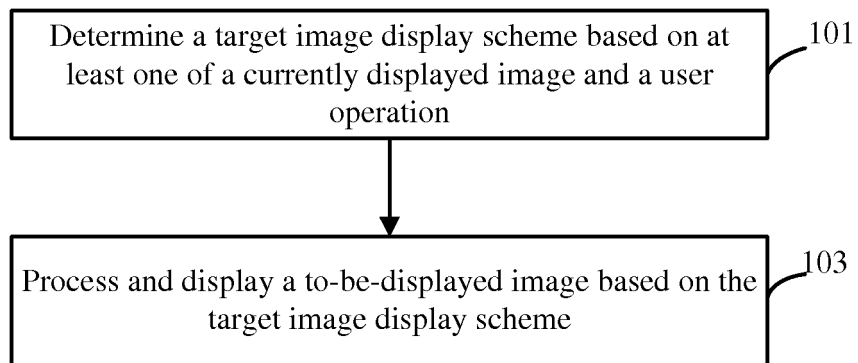 Determine a target image display scheme based on at
least one of a currently displayed image and a user
operation
101
Process and display a to-be-displayed image based on the
target image display scheme
103